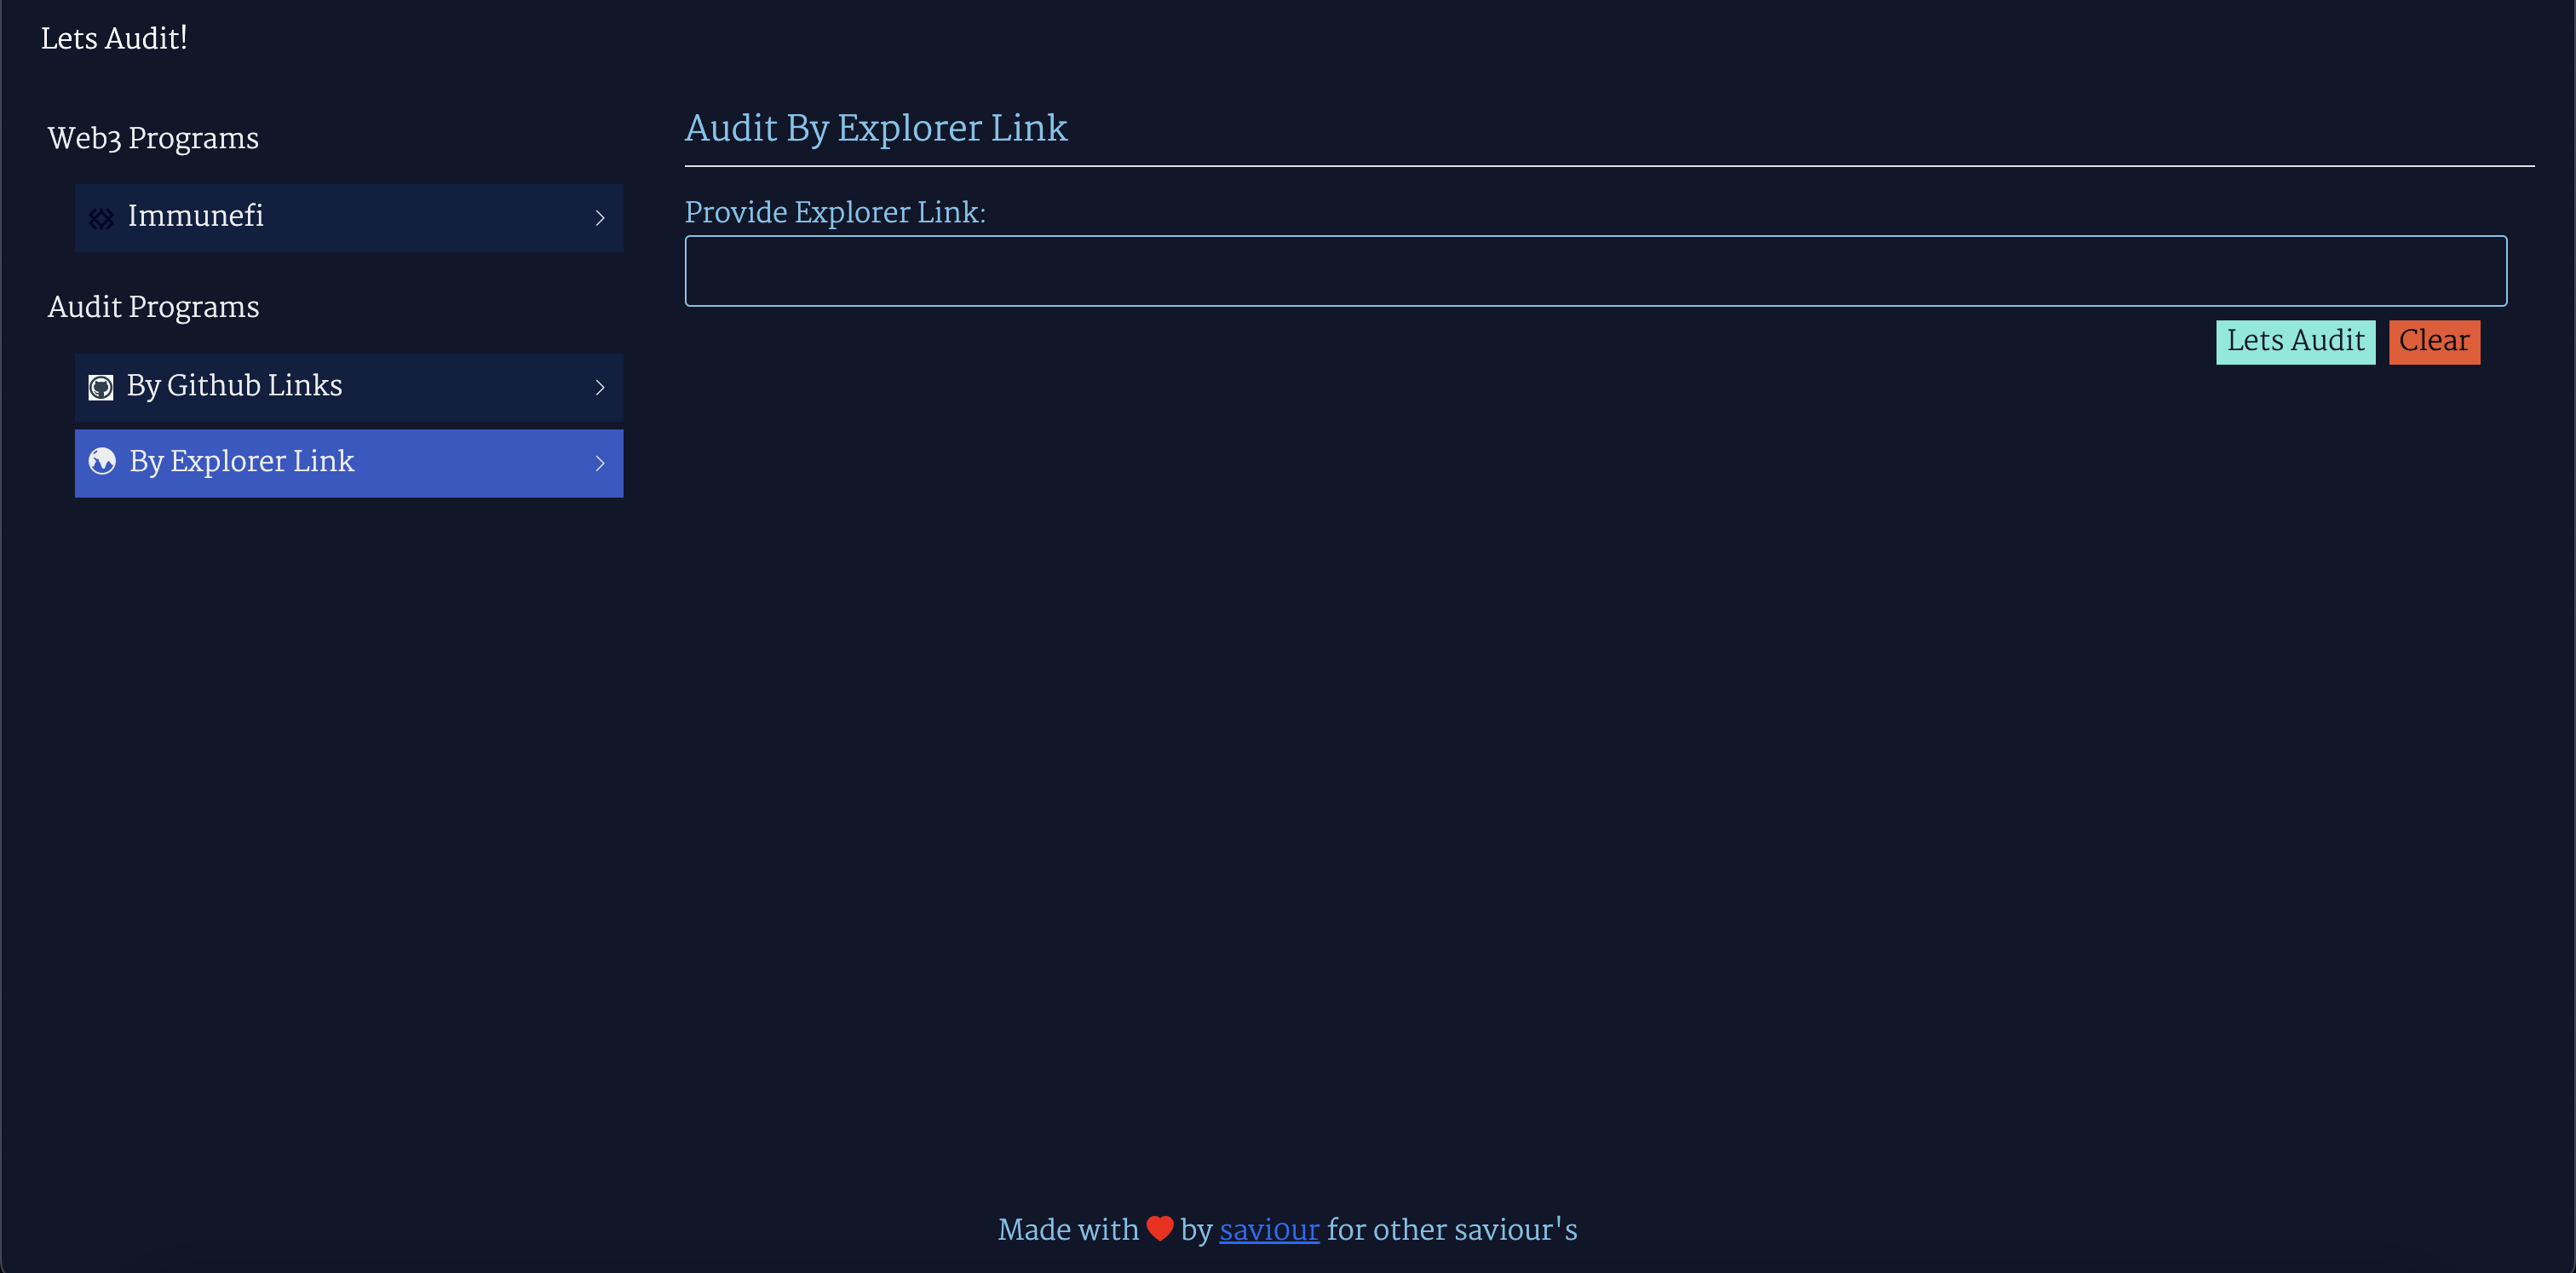 Lets Audit!
Web3 Programs
Immunefi
Audit Programs
By Github Links
By Explorer Link
Audit By Explorer Link
Provide Explorer Link:
Lets Audit
Clear
Made with ❤️ by savi0ur for other saviour's